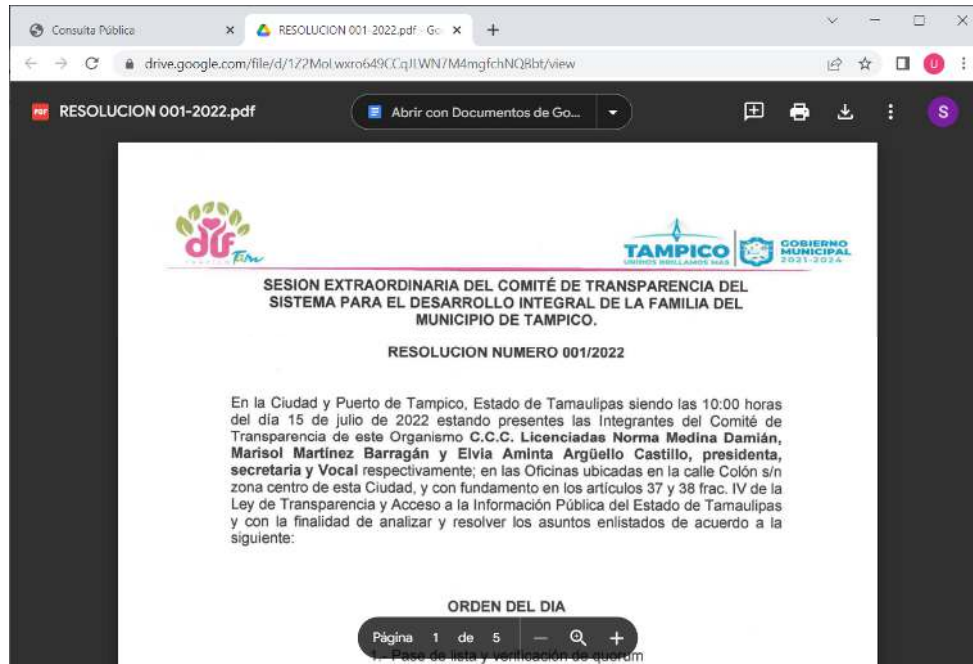 Consulta Pública
RESOLUCION 001-2022.pdf - Go
drive.google.com/file/d/1Z2MoLwxro649CCqJLWN7M4mgfchNQBbt/view
U
PDF
RESOLUCION 001-2022.pdf
Abrir con Documentos de Go...
S
dif
TAMPICO
Tam
TAMPICO
UNIDOS BRILLAMOS MÁS
GOBIERNO
MUNICIPAL
2021-2024
SESION EXTRAORDINARIA DEL COMITÉ DE TRANSPARENCIA DEL
SISTEMA PARA EL DESARROLLO INTEGRAL DE LA FAMILIA DEL
MUNICIPIO DE TAMPICO.
RESOLUCION NUMERO 001/2022
En la Ciudad y Puerto de Tampico, Estado de Tamaulipas siendo las 10:00 horas
del día 15 de julio de 2022 estando presentes las Integrantes del Comité de
Transparencia de este Organismo C.C.C. Licenciadas Norma Medina Damián,
Marisol Martínez Barragán y Elvia Aminta Argüello Castillo, presidenta,
secretaria y Vocal respectivamente; en las Oficinas ubicadas en la calle Colón s/n
zona centro de esta Ciudad, y con fundamento en los artículos 37 y 38 frac. IV de la
Ley de Transparencia y Acceso a la Información Pública del Estado de Tamaulipas
y con la finalidad de analizar y resolver los asuntos enlistados de acuerdo a la
siguiente:
ORDEN DEL DIA
Página 1 de 5
1.- Pase de lista y verificación de quorum